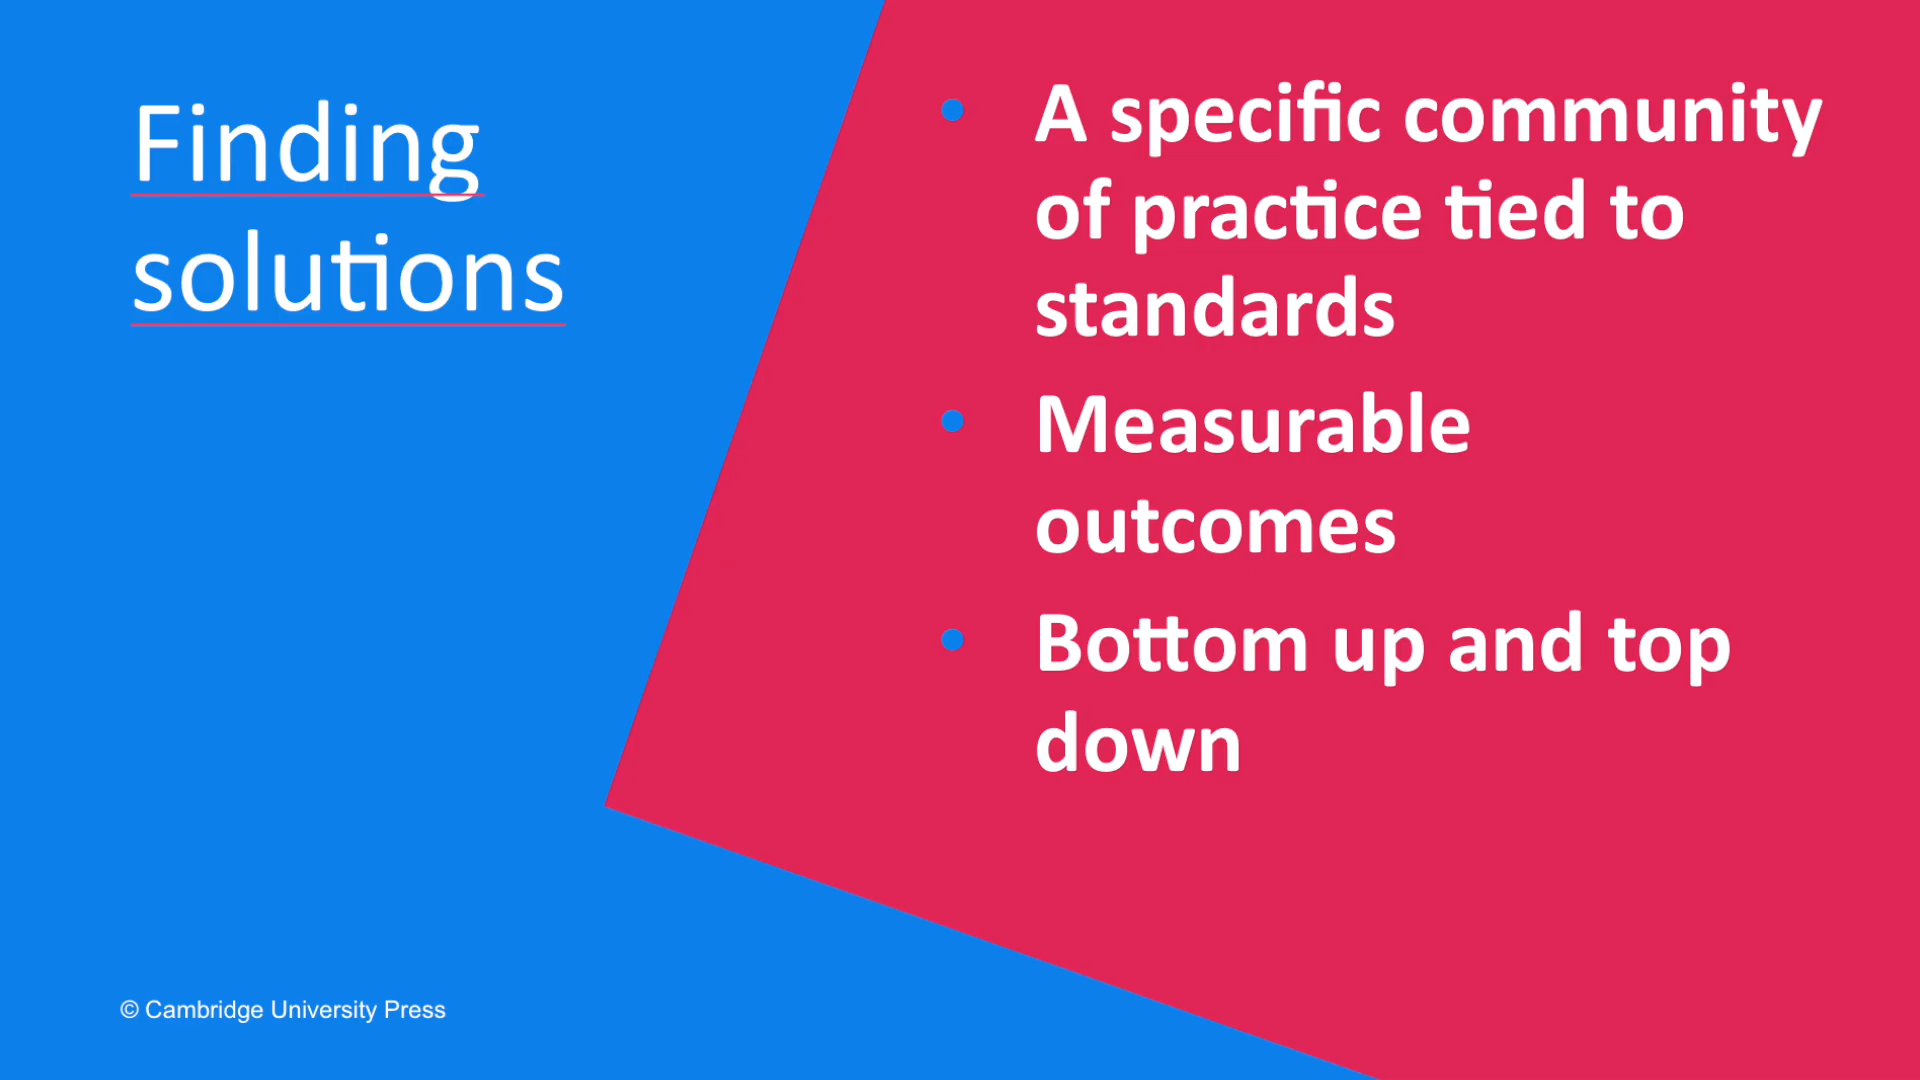 Finding
solutions
• A specific community
of practice tied to
standards
• Measurable
outcomes
• Bottom up and top
down
© Cambridge University Press